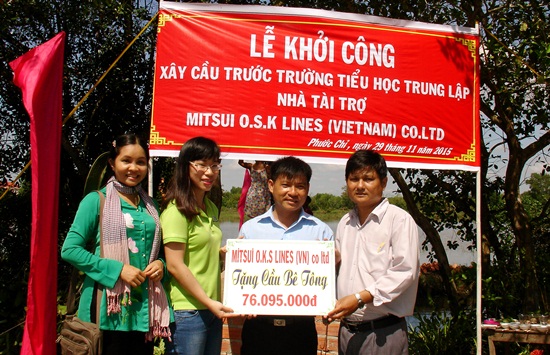 LỄ KHỞI CÔNG
XÂY CẦU TRƯỚC TRƯỜNG TIỂU HỌC TRUNG LẬP
NHÀ TÀI TRỢ
MITSUI O.S.K LINES (VIETNAM) CO.LTD
Phước Chỉ, ngày 29 tháng 11 năm 2015
MITSUI O.K.S LINES (VN) co ltd
Tặng Cầu Bê Tông
76.095.000đ